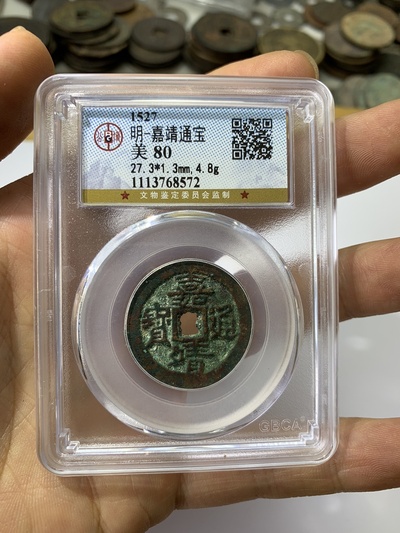 1527
明-嘉靖通宝
美 80
27.3*1.3mm,4.8g
1113768572
★ 文物鉴定委员会监制 ★
嘉
寶 通
靖
GBCA